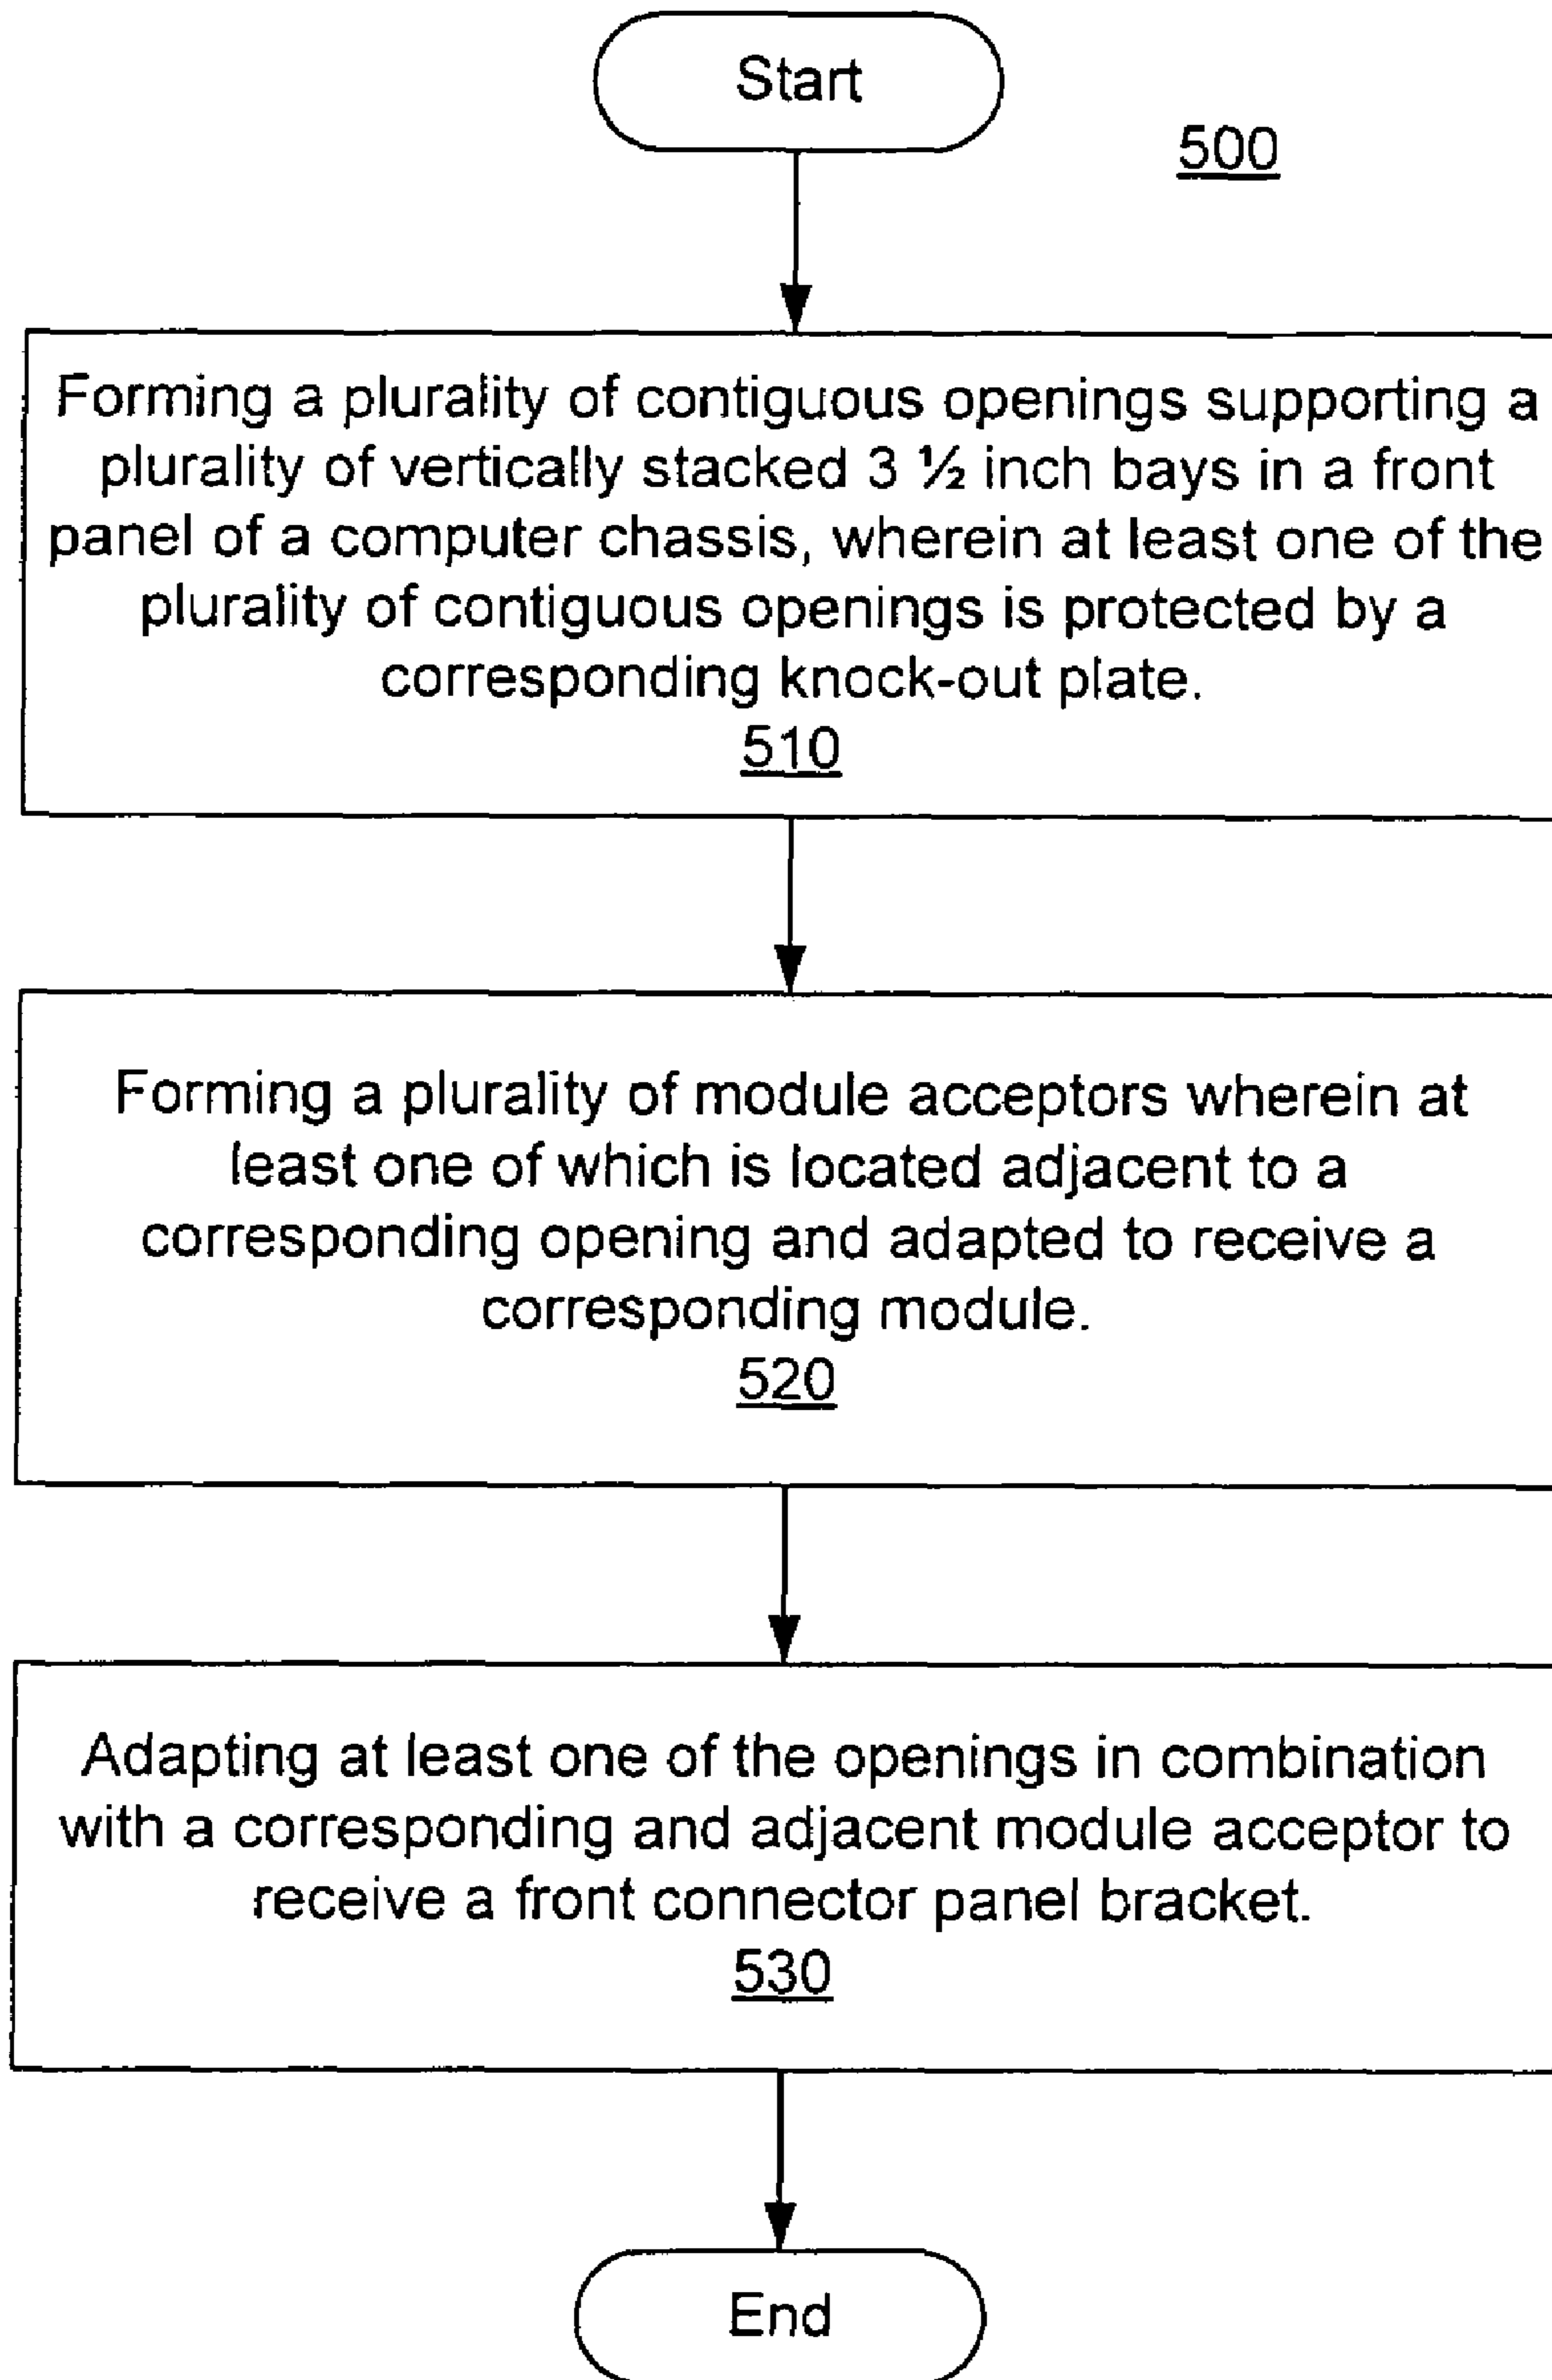 Start
500
Forming a plurality of contiguous openings supporting a
plurality of vertically stacked 3 ½ inch bays in a front
panel of a computer chassis, wherein at least one of the
plurality of contiguous openings is protected by a
corresponding knock-out plate.
510
Forming a plurality of module acceptors wherein at
least one of which is located adjacent to a
corresponding opening and adapted to receive a
corresponding module.
520
Adapting at least one of the openings in combination
with a corresponding and adjacent module acceptor to
receive a front connector panel bracket.
530
End